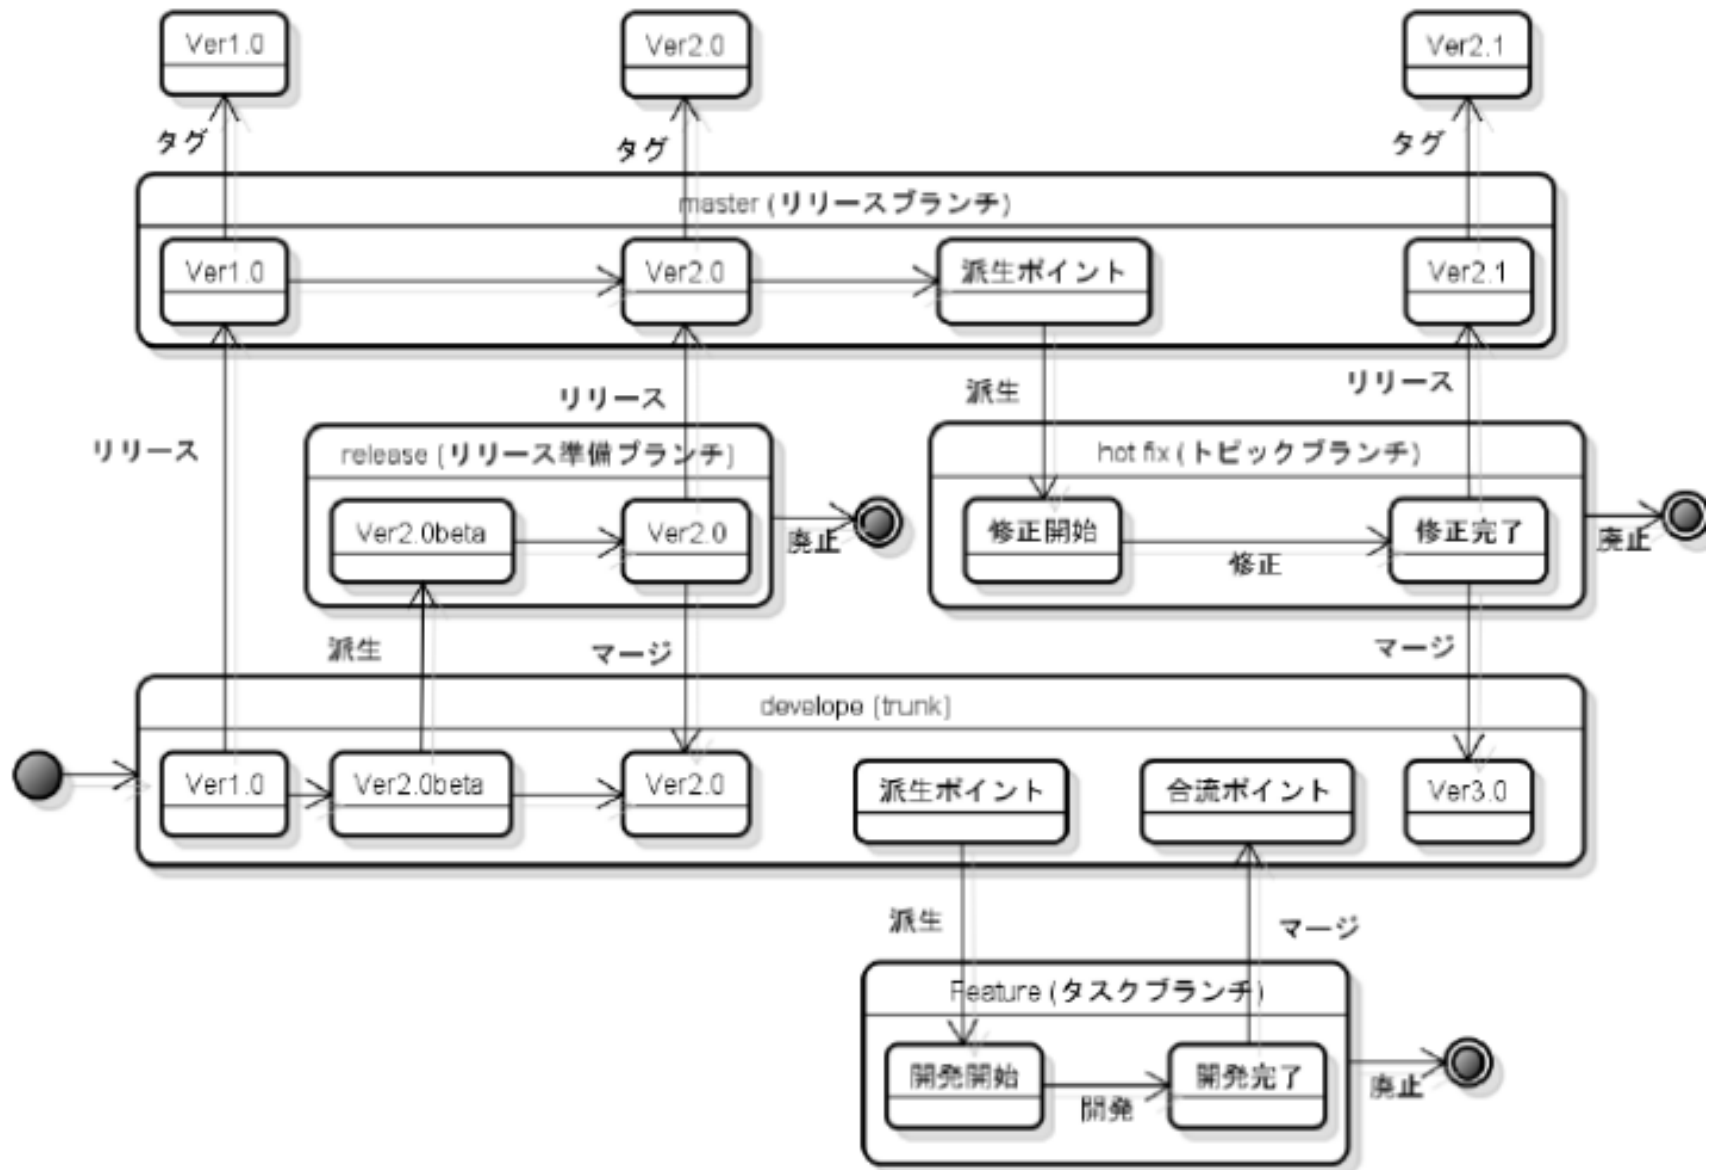 Ver1.0
Ver2.0
Ver2.1
タグ
タグ
タグ
master (リリースブランチ)
Ver1.0
Ver2.0
派生ポイント
Ver2.1
リリース
リリース
派生
リリース
release (リリース準備ブランチ)
hot fix (トピックブランチ)
Ver2.0beta
Ver2.0
廃止
修正開始
修正
修正完了
廃止
派生
マージ
マージ
develope (trunk)
Ver1.0
Ver2.0beta
Ver2.0
派生ポイント
合流ポイント
Ver3.0
派生
マージ
Feature (タスクブランチ)
開発開始
開発
開発完了
廃止